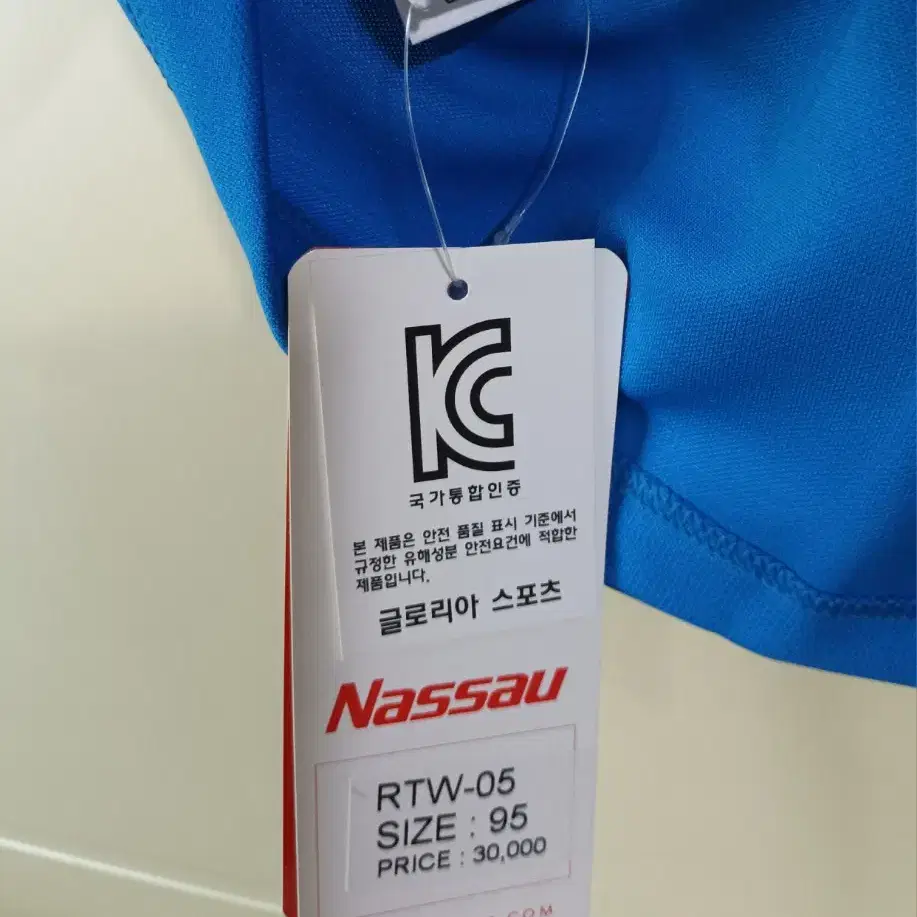 KC
국가통합인증
본 제품은 안전 품질 표시 기준에서
규정한 유해성분 안전요건에 적합한
제품입니다.
글로리아 스포츠
Nassau
RTW-05
SIZE : 95
PRICE : 30,000
.COM